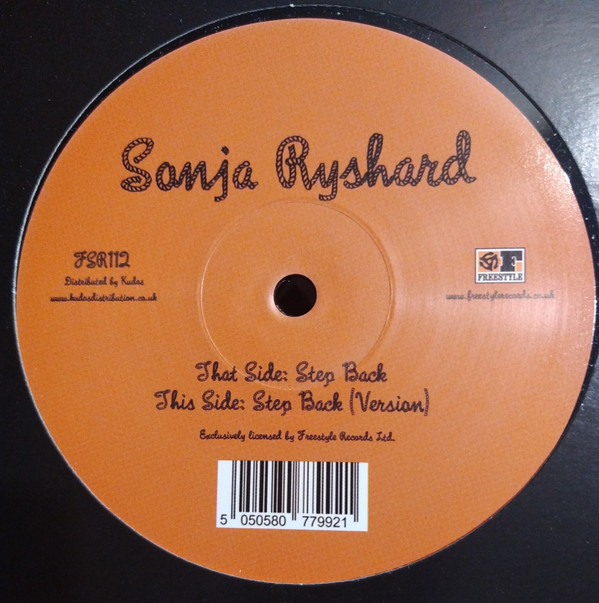 Sonja Ryshard
FSR112
Distributed by Kudos
www.kudosdistribution.co.uk
F
FREESTYLE
www.freestylerecords.co.uk
That Side: Step Back
This Side: Step Back (Version)
Exclusively licensed by Freestyle Records Ltd.
5 050580 779921